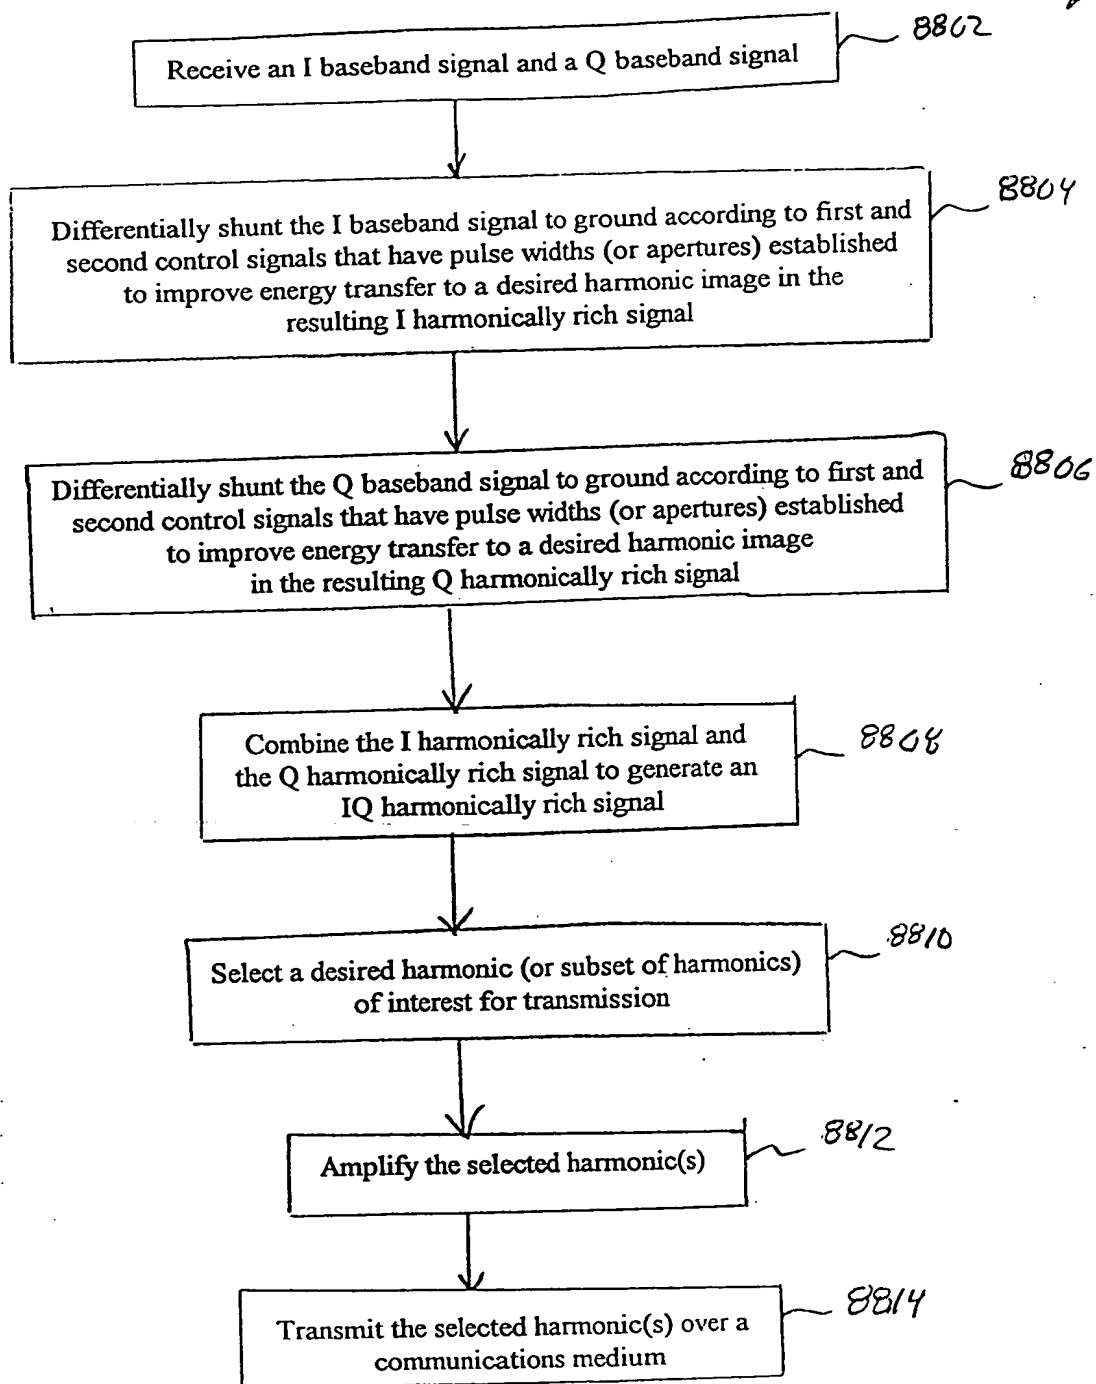 8802
Receive an I baseband signal and a Q baseband signal
8804
Differentially shunt the I baseband signal to ground according to first and
second control signals that have pulse widths (or apertures) established
to improve energy transfer to a desired harmonic image in the
resulting I harmonically rich signal
8806
Differentially shunt the Q baseband signal to ground according to first and
second control signals that have pulse widths (or apertures) established
to improve energy transfer to a desired harmonic image
in the resulting Q harmonically rich signal
8808
Combine the I harmonically rich signal and
the Q harmonically rich signal to generate an
IQ harmonically rich signal
8810
Select a desired harmonic (or subset of harmonics)
of interest for transmission
8812
Amplify the selected harmonic(s)
8814
Transmit the selected harmonic(s) over a
communications medium